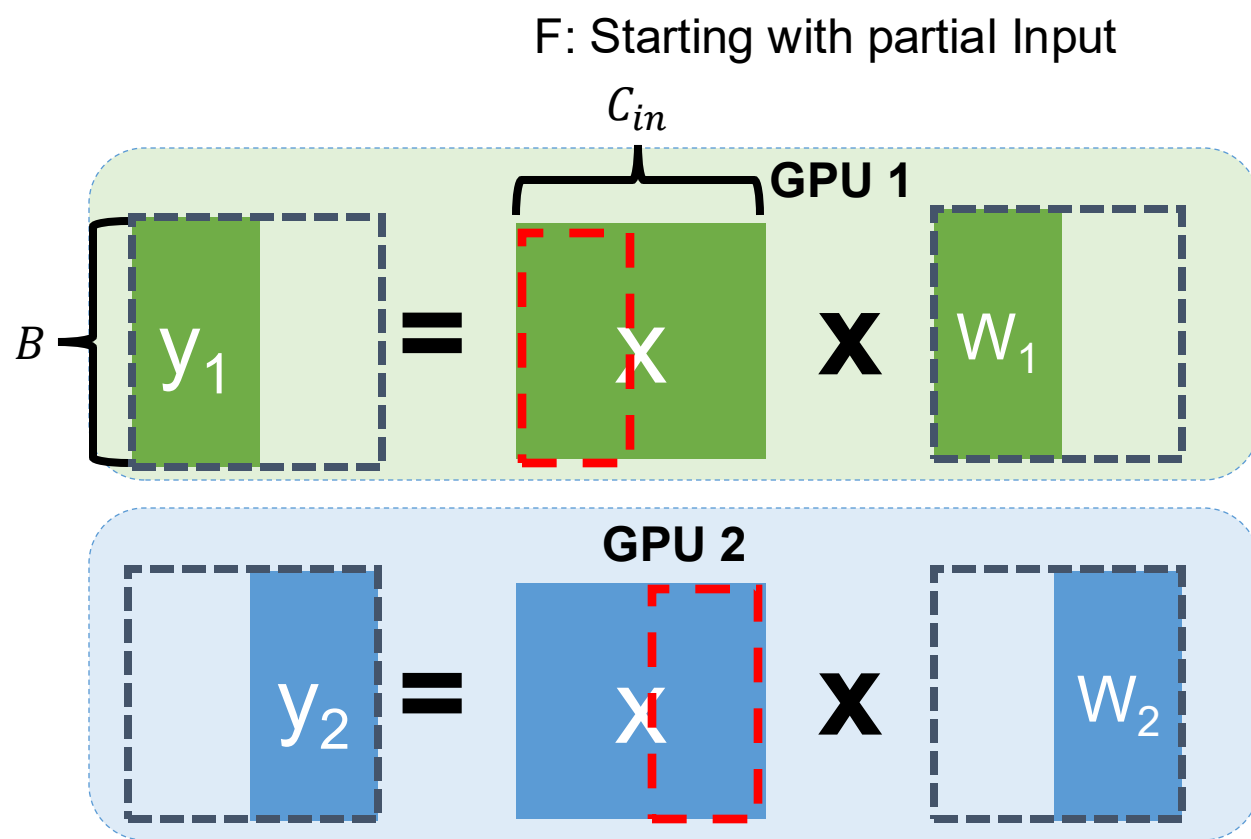 F: Starting with partial Input
C_in
GPU 1
B
y_1 = x x W_1
GPU 2
y_2 = x x W_2